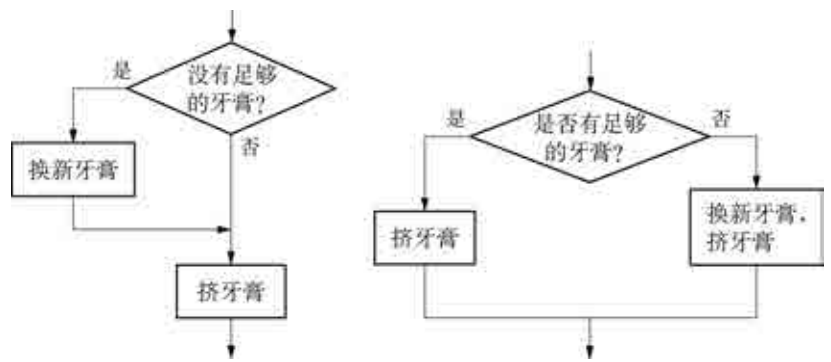 是
没有足够
的牙膏?
否
换新牙膏
挤牙膏
是
是否有足够
的牙膏?
否
挤牙膏
换新牙膏,
挤牙膏